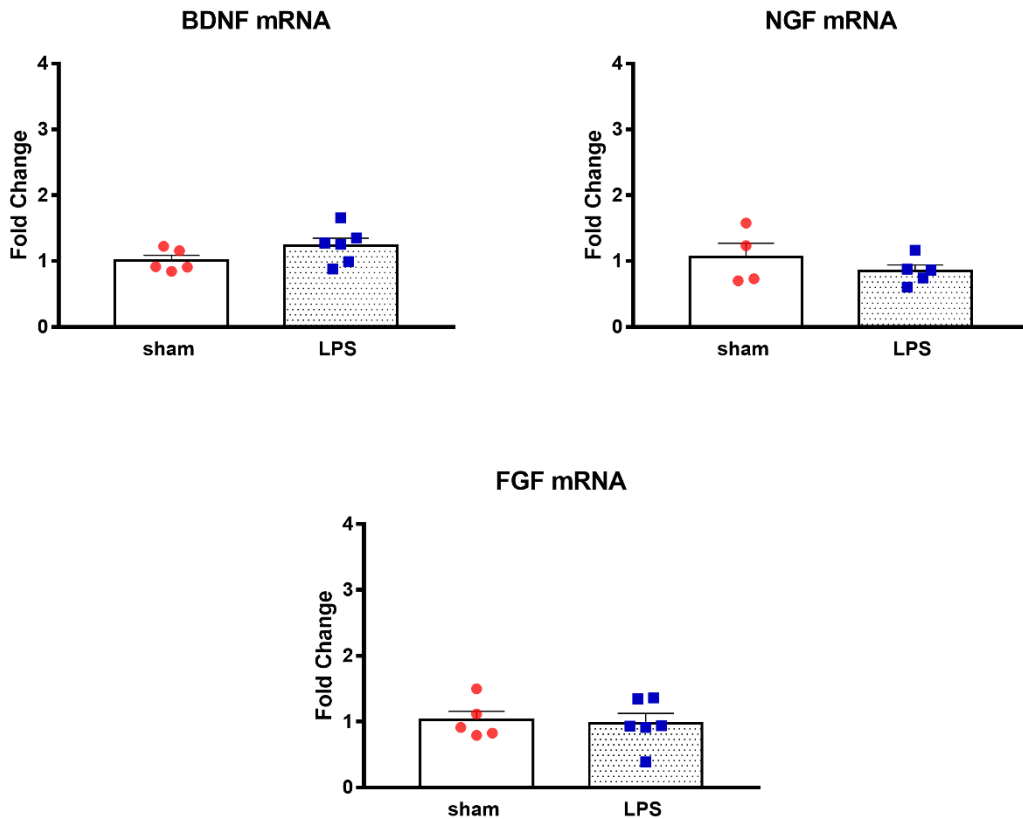 BDNF mRNA
Fold Change
4
3
2
1
0
sham
LPS
NGF mRNA
Fold Change
4
3
2
1
0
sham
LPS
FGF mRNA
Fold Change
4
3
2
1
0
sham
LPS